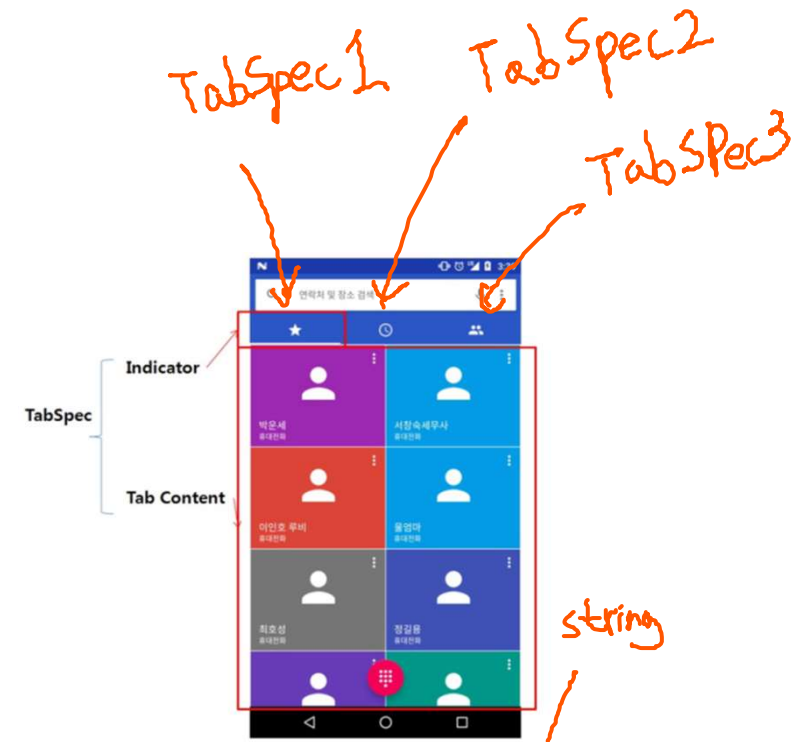 TabSpec1
TabSpec2
TabSPec3
3:3
연락처 및 장소 검색
Indicator
TabSpec
Tab Content
박운세
휴대전화
서창숙세무사
휴대전화
이인호 루비
휴대전화
울엄마
휴대전화
최호성
휴대전화
정길용
휴대전화
string